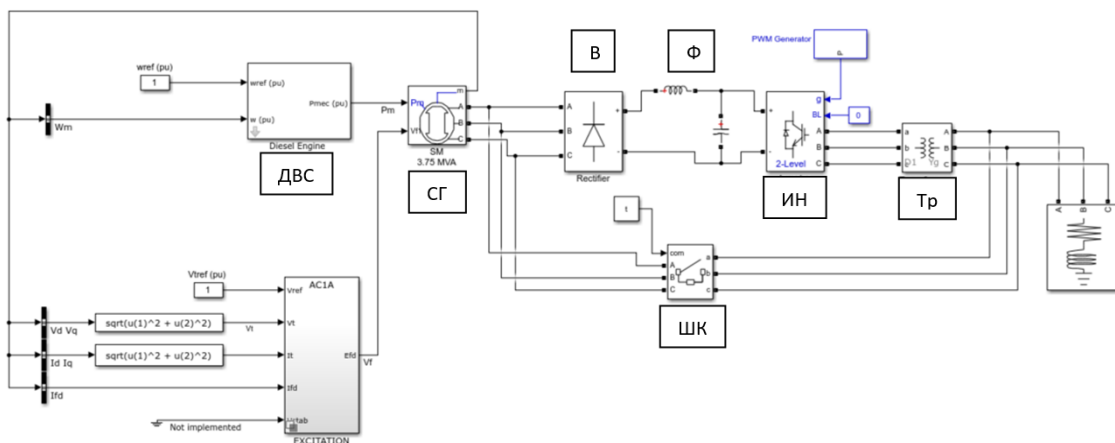 В
Ф
PWM Generator
P
wref (pu)
1
wref (pu)
w (pu)
Pmec (pu)
Diesel Engine
Wm
ДВС
Pm
Pm
Vf
m
A
B
C
SM
3.75 MVA
СГ
A
B
C
+
-
Rectifier
+
-
g
BL
A
B
C
2-Level
0
ИН
a
b
c
A
B
C
D1
Yg
Тр
A
B
C
t
com
A
B
C
a
b
c
ШК
Vtref (pu)
1
AC1A
Vref
Vt
It
Ifd
Efd
Vf
sqrt(u(1)^2 + u(2)^2)
Vt
Vd Vq
sqrt(u(1)^2 + u(2)^2)
Id Iq
Ifd
Not implemented
EXCITATION